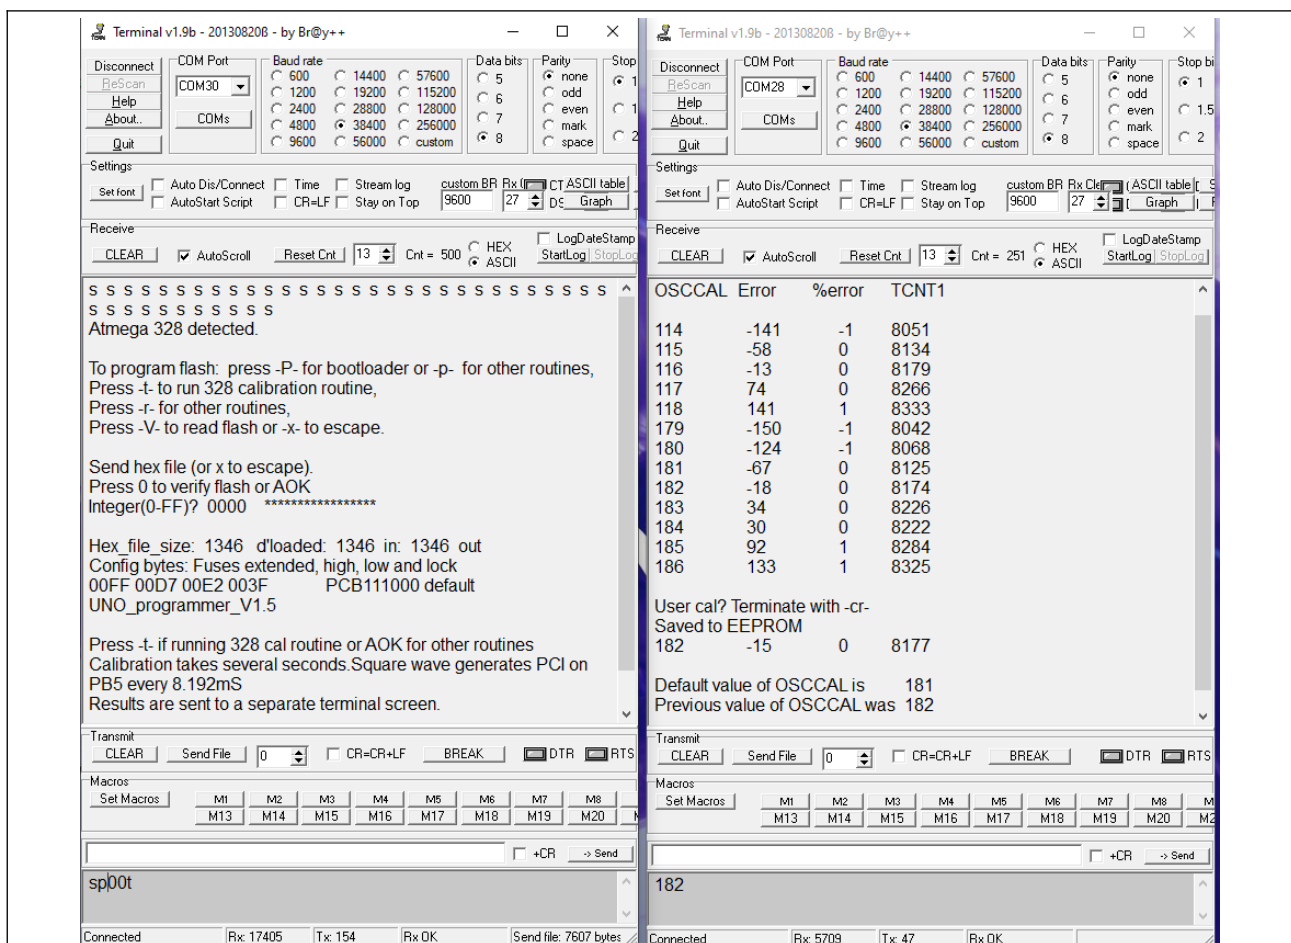 Terminal v1.9b - 20130820ß - by Br@y++
Disconnect
ReScan
Help
About..
Quit
COM Port
COM30
COMs
Baud rate
600 14400 57600
1200 19200 115200
2400 28800 128000
4800 38400 256000
9600 56000 custom
Data bits
5
6
7
8
Parity
none
odd
even
mark
space
Stop
1
1
2
Settings
Set font
Auto Dis/Connect Time Stream log custom BR Rx ASCII table
AutoStart Script CR=LF Stay on Top 9600 27 Graph
Receive
CLEAR AutoScroll Reset Cnt 13 Cnt = 500 HEX
ASCII
LogDateStamp
StartLog StopLog
S S S S S S S S S S S S S S S S S S S S S S S S S S S S S S
S S S S S S S S S S S
Atmega 328 detected.
To program flash: press -P- for bootloader or -p- for other routines,
Press -t- to run 328 calibration routine,
Press -r- for other routines,
Press -V- to read flash or -x- to escape.
Send hex file (or x to escape).
Press 0 to verify flash or AOK
Integer(0-FF)? 0000 *****************
Hex_file_size: 1346 d'loaded: 1346 in: 1346 out
Config bytes: Fuses extended, high, low and lock
00FF 00D7 00E2 003F PCB111000 default
UNO_programmer_V1.5
Press -t- if running 328 cal routine or AOK for other routines
Calibration takes several seconds.Square wave generates PCI on
PB5 every 8.192mS
Results are sent to a separate terminal screen.
Transmit
CLEAR Send File 0 CR=CR+LF BREAK DTR RTS
Macros
Set Macros M1 M2 M3 M4 M5 M6 M7 M8
M13 M14 M15 M16 M17 M18 M19 M20
+CR -> Send
sp00t
Connected Rx: 17405 Tx: 154 Rx OK Send file: 7607 bytes
Terminal v1.9b - 20130820ß - by Br@y++
Disconnect
ReScan
Help
About..
Quit
COM Port
COM28
COMs
Baud rate
600 14400 57600
1200 19200 115200
2400 28800 128000
4800 38400 256000
9600 56000 custom
Data bits
5
6
7
8
Parity
none
odd
even
mark
space
Stop bi
1
1.5
2
Settings
Set font
Auto Dis/Connect Time Stream log custom BR Rx Cle ASCII table
AutoStart Script CR=LF Stay on Top 9600 27 Graph
Receive
CLEAR AutoScroll Reset Cnt 13 Cnt = 251 HEX
ASCII
LogDateStamp
StartLog StopLog
OSCCAL Error %error TCNT1
114 -141 -1 8051
115 -58 0 8134
116 -13 0 8179
117 74 0 8266
118 141 1 8333
179 -150 -1 8042
180 -124 -1 8068
181 -67 0 8125
182 -18 0 8174
183 34 0 8226
184 30 0 8222
185 92 1 8284
186 133 1 8325
User cal? Terminate with -cr-
Saved to EEPROM
182 -15 0 8177
Default value of OSCCAL is 181
Previous value of OSCCAL was 182
Transmit
CLEAR Send File 0 CR=CR+LF BREAK DTR RTS
Macros
Set Macros M1 M2 M3 M4 M5 M6 M7 M8 M
M13 M14 M15 M16 M17 M18 M19 M20 M2
+CR -> Send
182
Connected Rx: 5709 Tx: 47 Rx OK